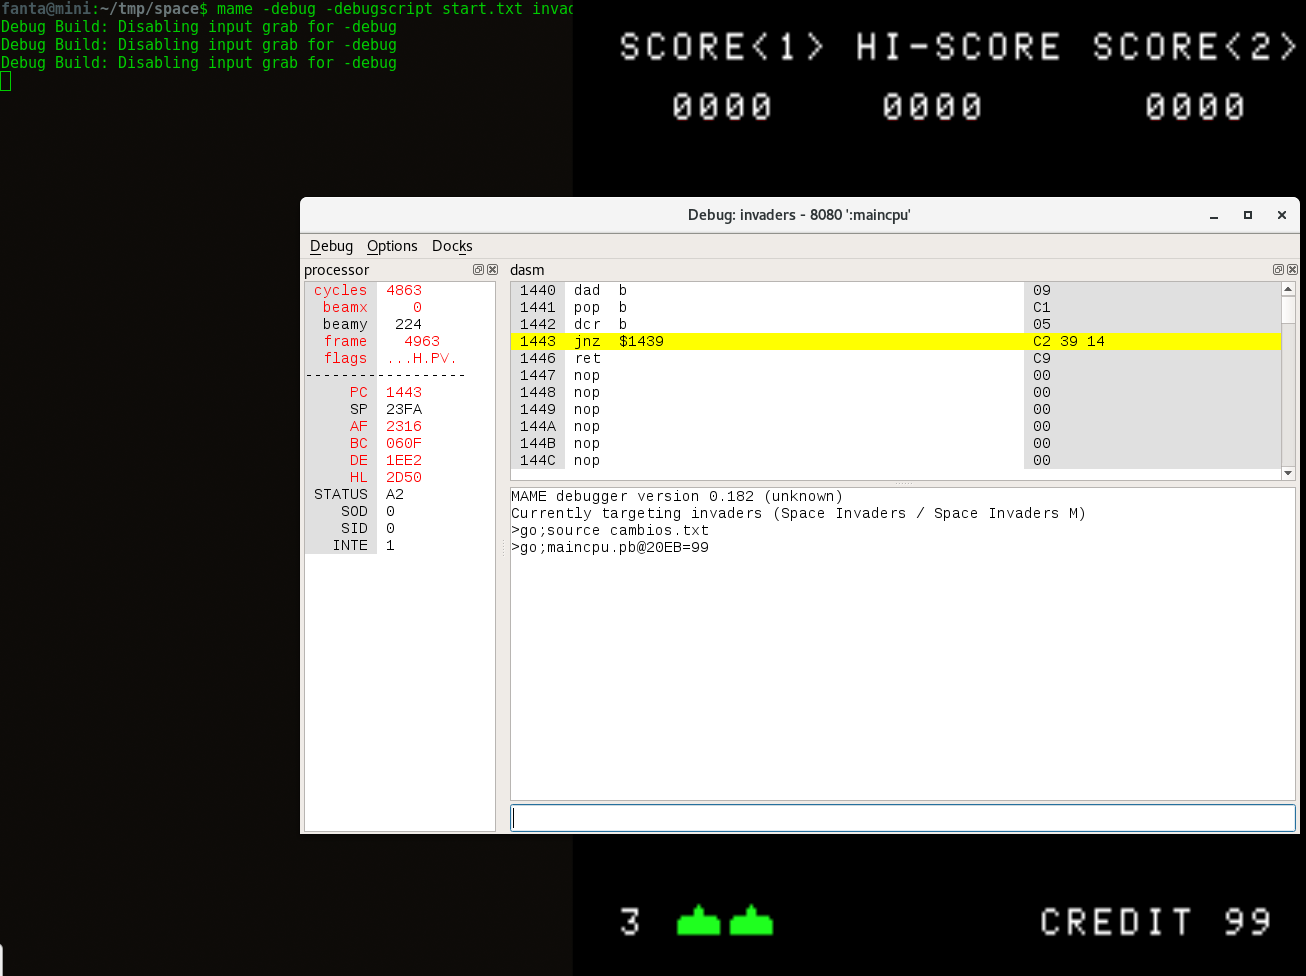 fanta@mini:~/tmp/space$ mame -debug -debugscript start.txt invad
Debug Build: Disabling input grab for -debug
Debug Build: Disabling input grab for -debug
Debug Build: Disabling input grab for -debug
SCORE<1> HI-SCORE SCORE<2>
0000 0000 0000
Debug: invaders - 8080 ':maincpu'
Debug Options Docks
processor
cycles 4863
beamx 0
beamy 224
frame 4963
flags ...H.PV.
------------------
PC 1443
SP 23FA
AF 2316
BC 060F
DE 1EE2
HL 2D50
STATUS A2
SOD 0
SID 0
INTE 1
dasm
1440 dad b 09
1441 pop b C1
1442 dcr b 05
1443 jnz $1439 C2 39 14
1446 ret C9
1447 nop 00
1448 nop 00
1449 nop 00
144A nop 00
144B nop 00
144C nop 00
MAME debugger version 0.182 (unknown)
Currently targeting invaders (Space Invaders / Space Invaders M)
>go;source cambios.txt
>go;maincpu.pb@20EB=99
3 CREDIT 99